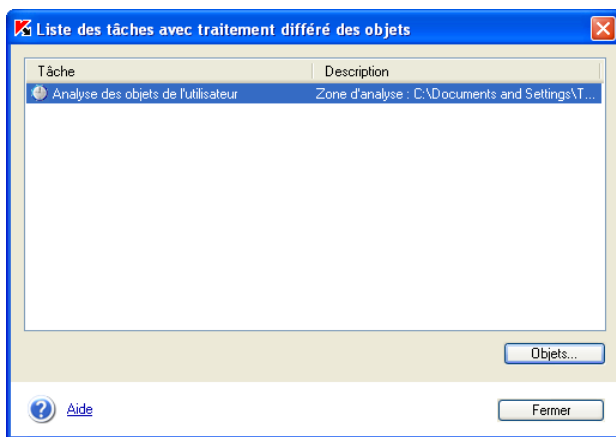 Liste des tâches avec traitement différé des objets
Tâche Description
Analyse des objets de l'utilisateur Zone d'analyse : C:\Documents and Settings\T...
Objets...
Aide Fermer